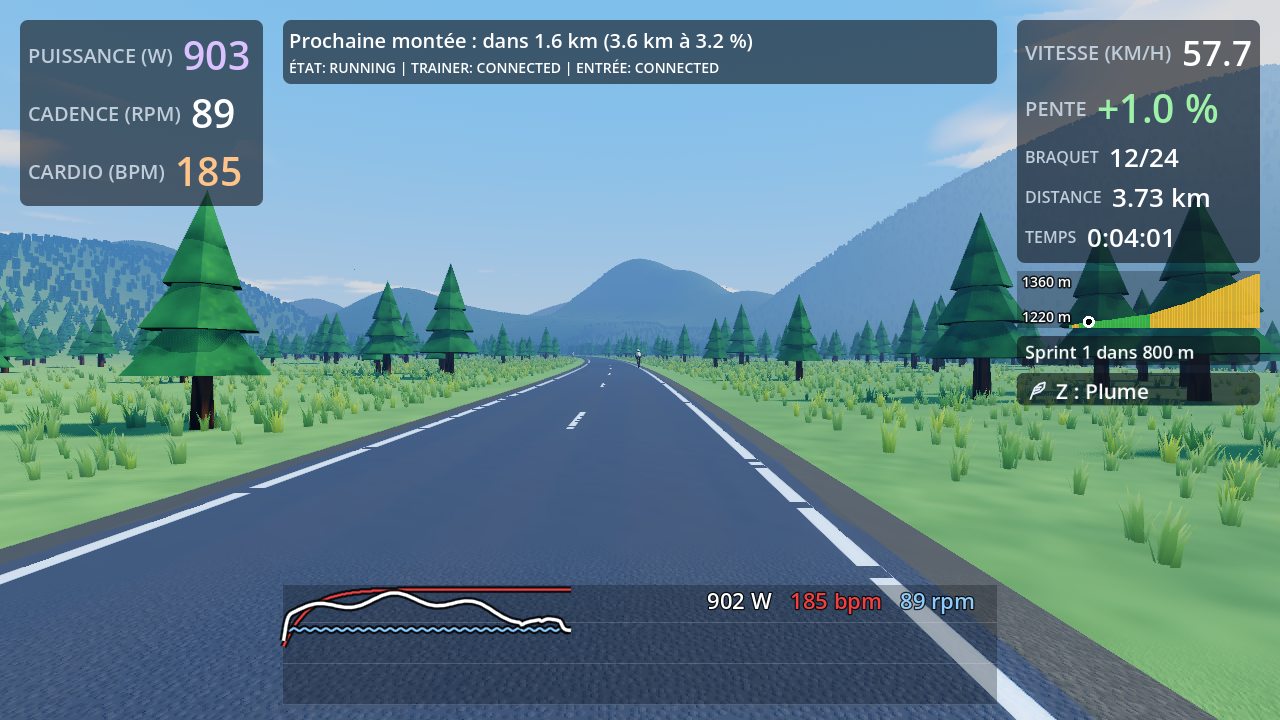 PUISSANCE (W) 903
CADENCE (RPM) 89
CARDIO (BPM) 185
Prochaine montée : dans 1.6 km (3.6 km à 3.2 %)
ÉTAT: RUNNING | TRAINER: CONNECTED | ENTRÉE: CONNECTED
VITESSE (KM/H) 57.7
PENTE +1.0 %
BRAQUET 12/24
DISTANCE 3.73 km
TEMPS 0:04:01
1360 m
1220 m
Sprint 1 dans 800 m
Z : Plume
902 W 185 bpm 89 rpm